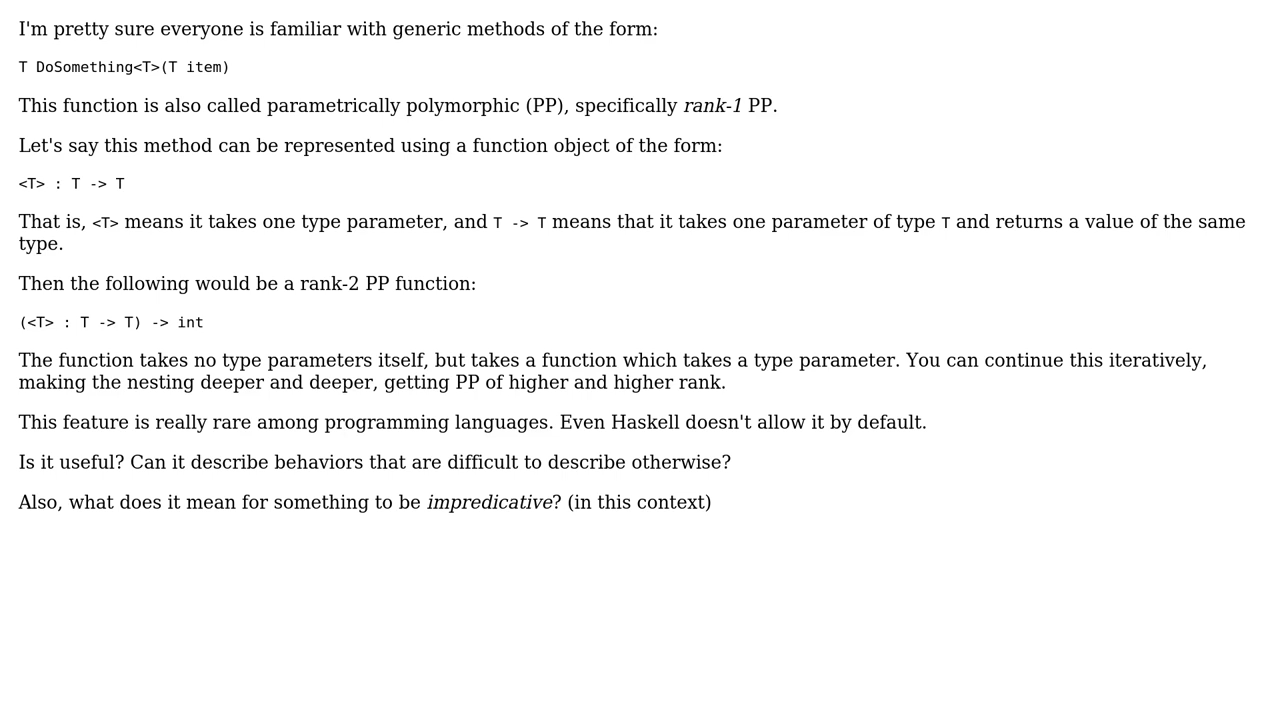 I'm pretty sure everyone is familiar with generic methods of the form:
T DoSomething<T>(T item)
This function is also called parametrically polymorphic (PP), specifically rank-1 PP.
Let's say this method can be represented using a function object of the form:
<T> : T -> T
That is, <T> means it takes one type parameter, and T -> T means that it takes one parameter of type T and returns a value of the same
type.
Then the following would be a rank-2 PP function:
(<T> : T -> T) -> int
The function takes no type parameters itself, but takes a function which takes a type parameter. You can continue this iteratively,
making the nesting deeper and deeper, getting PP of higher and higher rank.
This feature is really rare among programming languages. Even Haskell doesn't allow it by default.
Is it useful? Can it describe behaviors that are difficult to describe otherwise?
Also, what does it mean for something to be impredicative? (in this context)